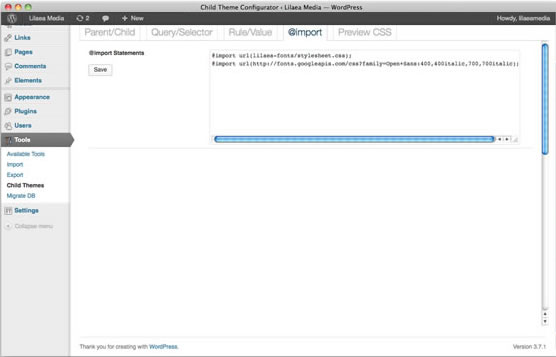 Child Theme Configurator ‹ Lilaea Media — WordPress
Lilaea Media 2 + New Howdy, lilaeamedia
Links
Pages
Comments
Elements
Appearance
Plugins
Users
Tools
Available Tools
Import
Export
Child Themes
Migrate DB
Settings
Collapse menu
Parent/Child Query/Selector Rule/Value @import Preview CSS
@import Statements
Save
@import url(lilaea-fonts/stylesheet.css);
@import url(http://fonts.googleapis.com/css?family=Open+Sans:400,400italic,700,700italic);
Thank you for creating with WordPress.
Version 3.7.1